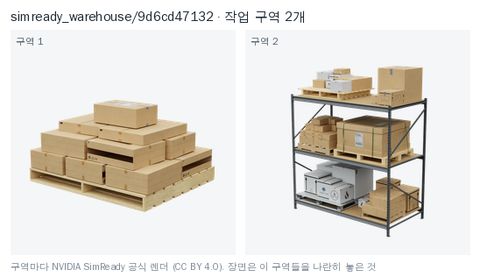 simready_warehouse/9d6cd47132 · 작업 구역 2개
구역 1
구역 2
구역마다 NVIDIA SimReady 공식 렌더 (CC BY 4.0). 장면은 이 구역들을 나란히 놓은 것